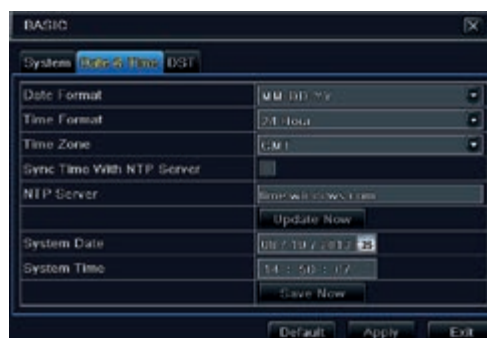 BASIC
System Date & Time DST
Date Format MM DD YY
Time Format 24 Hour
Time Zone GMT
Sync Time With NTP Server
NTP Server time.windows.com
Update Now
System Date
System Time 14 : 50 : 07
Save Now
Default Apply Exit